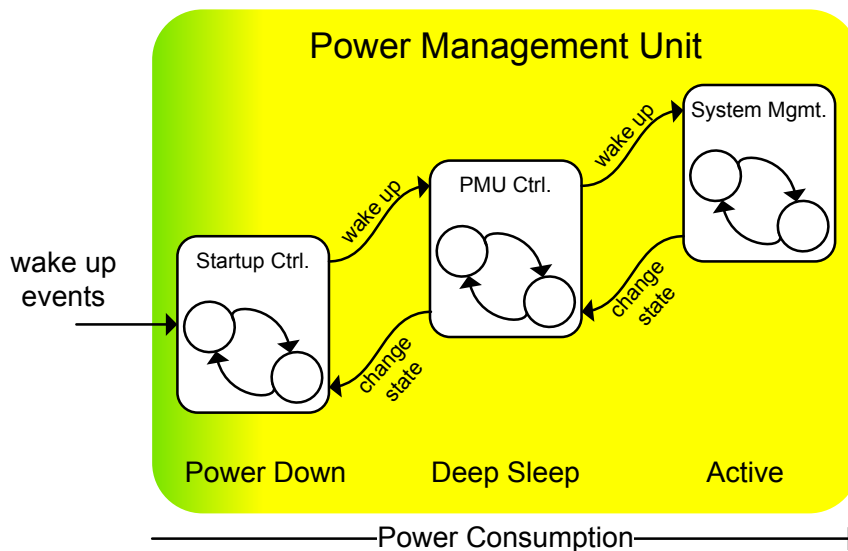 Power Management Unit
System Mgmt.
wake up
PMU Ctrl.
wake up
Startup Ctrl.
wake up
events
change
state
change
state
Power Down
Deep Sleep
Active
Power Consumption